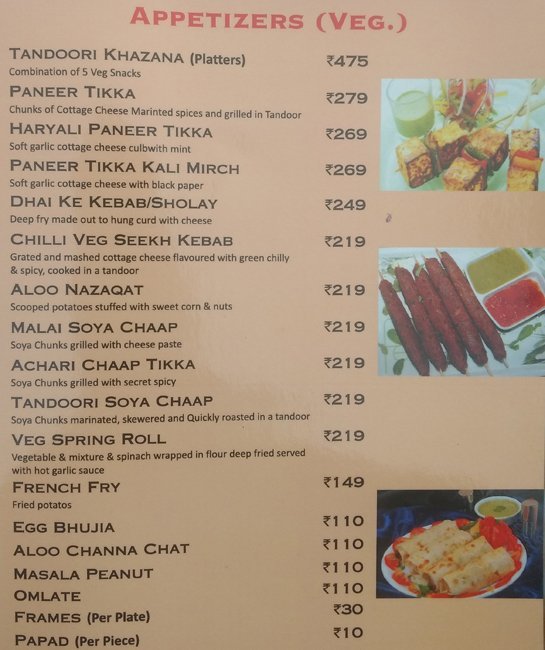 APPETIZERS (VEG.)
TANDOORI KHAZANA (Platters) ₹475
Combination of 5 Veg Snacks
PANEER TIKKA ₹279
Chunks of Cottage Cheese Marinted spices and grilled in Tandoor
HARYALI PANEER TIKKA ₹269
Soft garlic cottage cheese culbwith mint
PANEER TIKKA KALI MIRCH ₹269
Soft garlic cottage cheese with black paper
DHAI KE KEBAB/SHOLAY ₹249
Deep fry made out to hung curd with cheese
CHILLI VEG SEEKH KEBAB ₹219
Grated and mashed cottage cheese flavoured with green chilly
& spicy, cooked in a tandoor
ALOO NAZAQAT ₹219
Scooped potatoes stuffed with sweet corn & nuts
MALAI SOYA CHAAP ₹219
Soya Chunks grilled with cheese paste
ACHARI CHAAP TIKKA ₹219
Soya Chunks grilled with secret spicy
TANDOORI SOYA CHAAP ₹219
Soya Chunks marinated, skewered and Quickly roasted in a tandoor
VEG SPRING ROLL ₹219
Vegetable & mixture & spinach wrapped in flour deep fried served
with hot garlic sauce
FRENCH FRY ₹149
Fried potatos
EGG BHUJIA ₹110
ALOO CHANNA CHAT ₹110
MASALA PEANUT ₹110
OMLATE ₹110
FRAMES (Per Plate) ₹30
PAPAD (Per Piece) ₹10